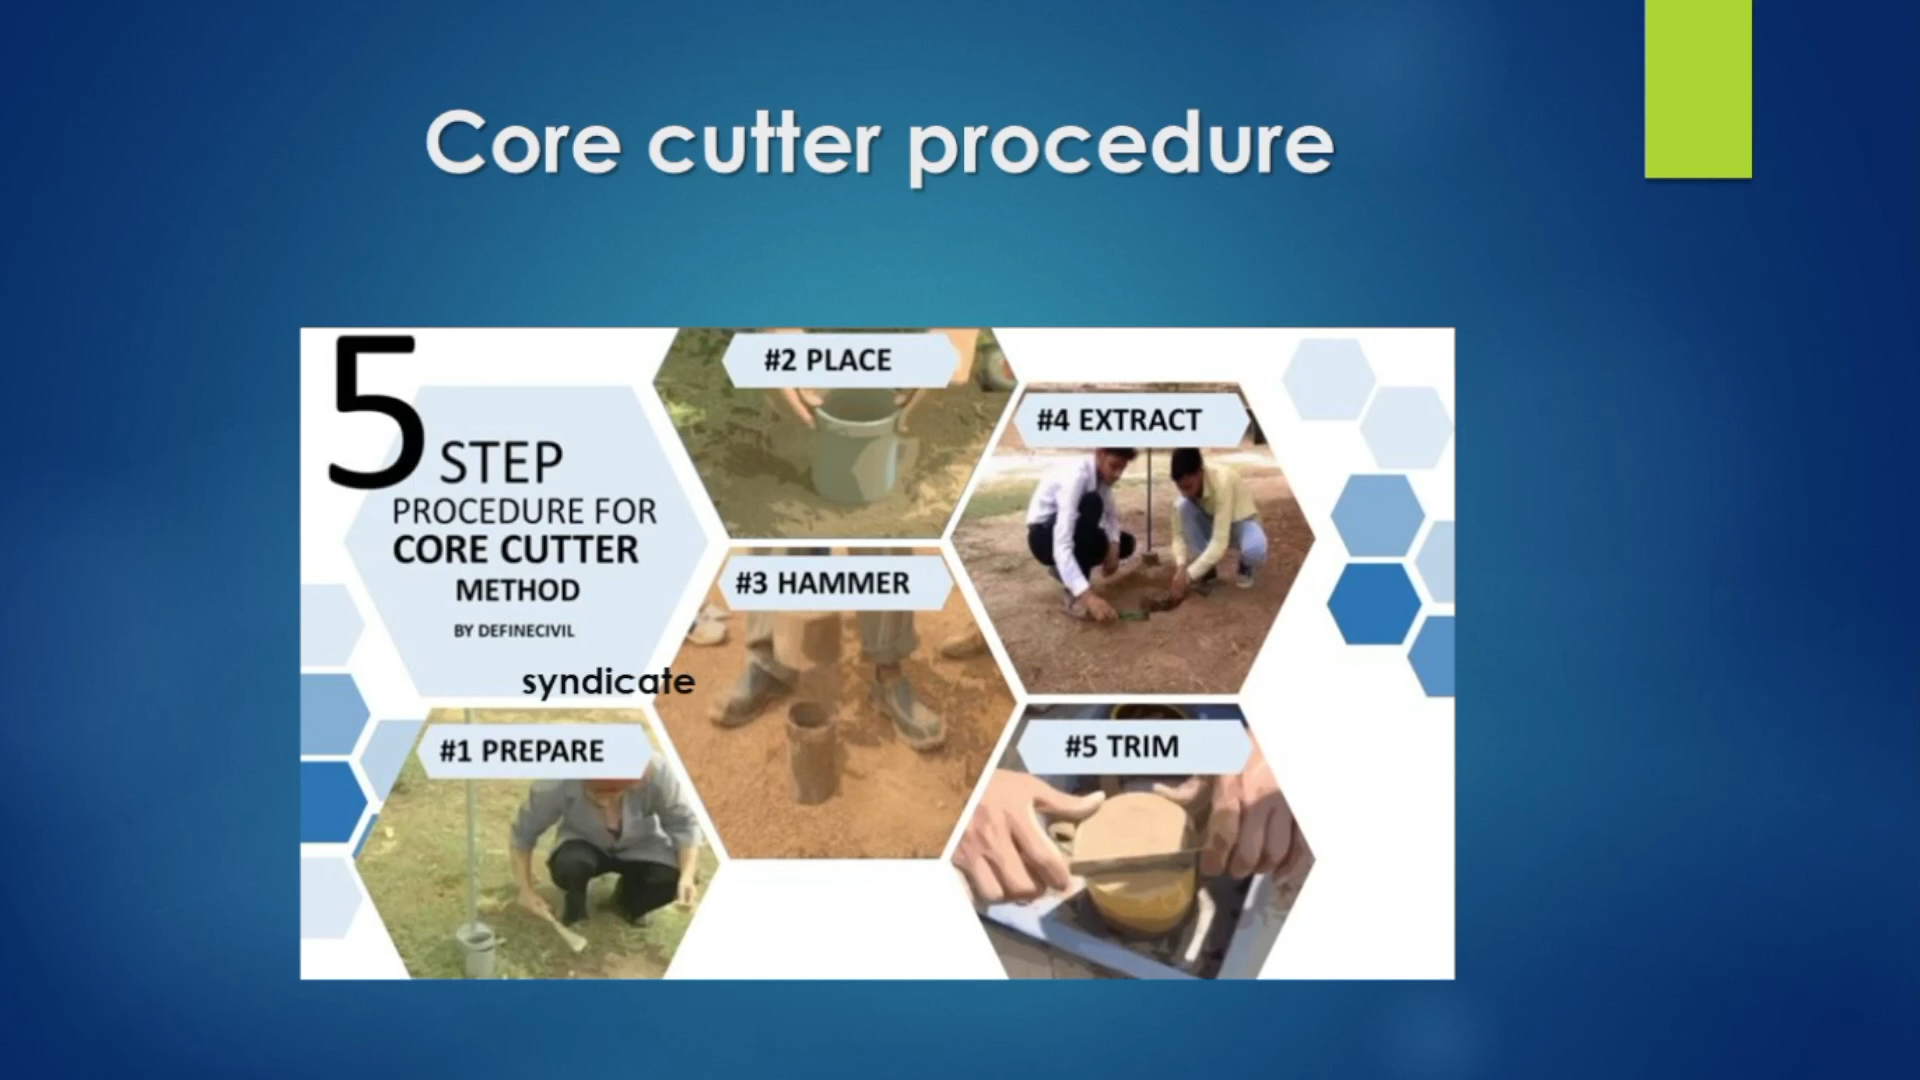 Core cutter procedure
5 STEP
PROCEDURE FOR
CORE CUTTER
METHOD
BY DEFINECIVIL
syndicate
#1 PREPARE
#2 PLACE
#3 HAMMER
#4 EXTRACT
#5 TRIM